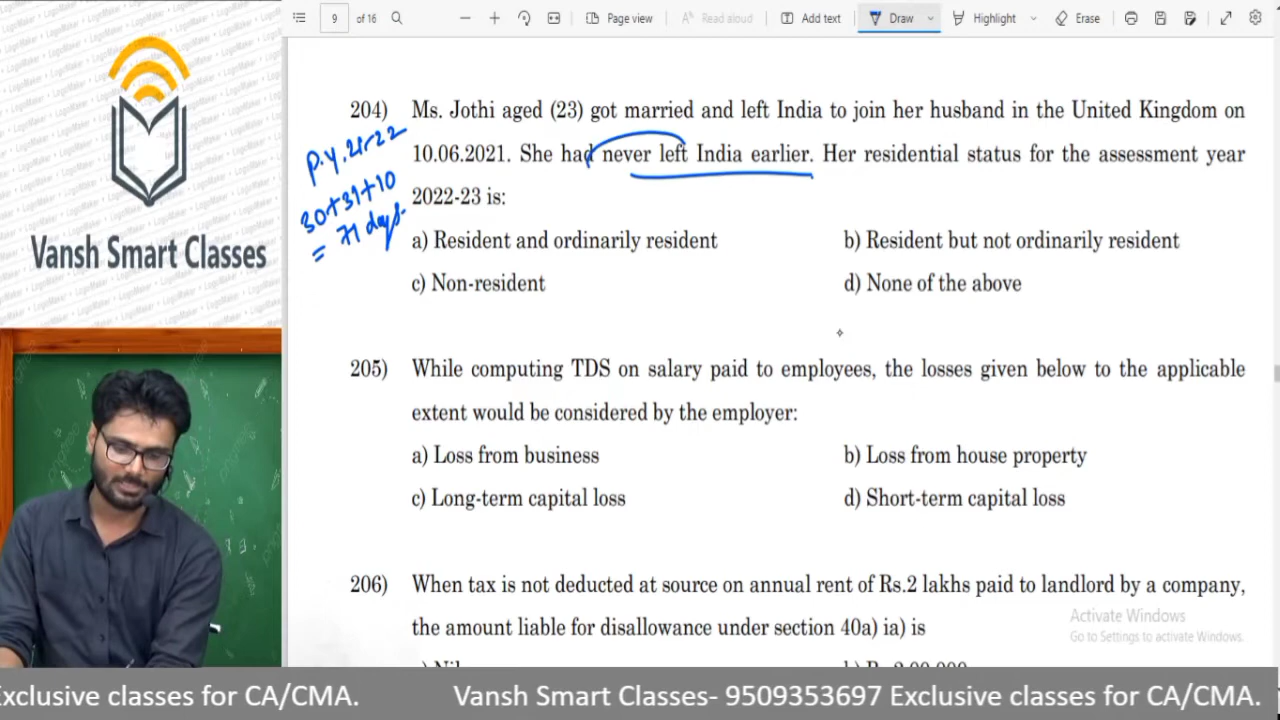 9 of 16
Page view
Read aloud
Add text
Draw
Highlight
Erase
Vansh Smart Classes
204) Ms. Jothi aged (23) got married and left India to join her husband in the United Kingdom on
10.06.2021. She had never left India earlier. Her residential status for the assessment year
2022-23 is:
a) Resident and ordinarily resident
b) Resident but not ordinarily resident
c) Non-resident
d) None of the above
P.Y. 21-22
30+31+10
= 71 days.
205) While computing TDS on salary paid to employees, the losses given below to the applicable
extent would be considered by the employer:
a) Loss from business
b) Loss from house property
c) Long-term capital loss
d) Short-term capital loss
206) When tax is not deducted at source on annual rent of Rs.2 lakhs paid to landlord by a company,
the amount liable for disallowance under section 40a) ia) is
Activate Windows
Go to Settings to activate Windows.
Exclusive classes for CA/CMA. Vansh Smart Classes- 9509353697 Exclusive classes for CA/CMA.